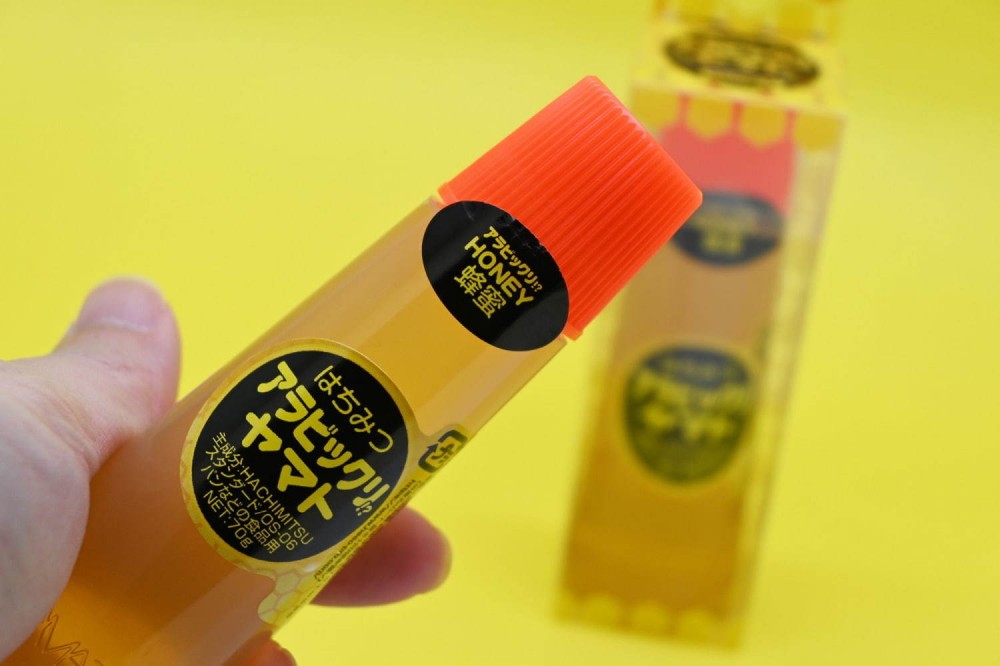 アラビックリ!?
HONEY
蜂蜜
はちみつ
アラビックリ!?
ヤマト
主成分:HACHIMITSU
スタンダード/OS-06
パンなどの食品用
NET:70g